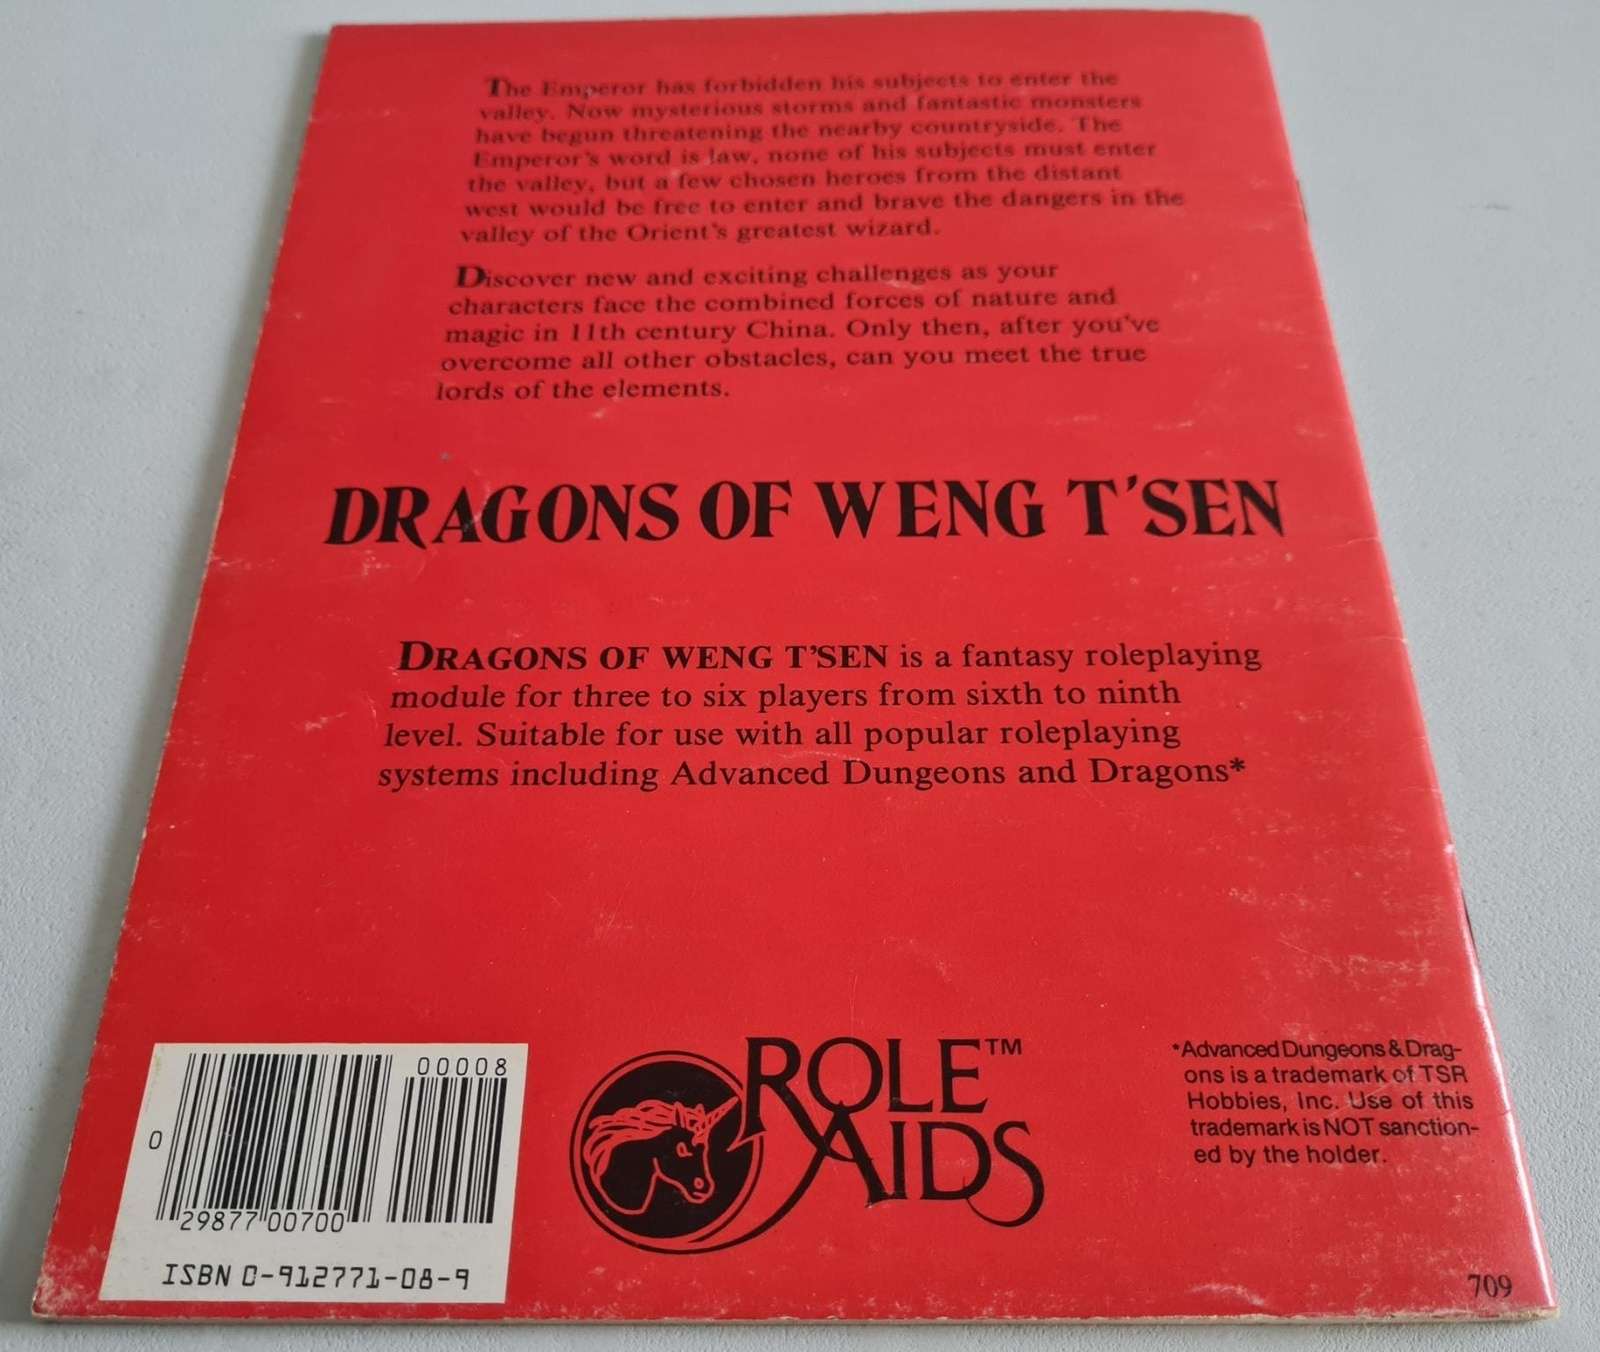 The Emperor has forbidden his subjects to enter the
valley. Now mysterious storms and fantastic monsters
have begun threatening the nearby countryside. The
Emperor's word is law, none of his subjects must enter
the valley, but a few chosen heroes from the distant
west would be free to enter and brave the dangers in the
valley of the Orient's greatest wizard.
Discover new and exciting challenges as your
characters face the combined forces of nature and
magic in 11th century China. Only then, after you've
overcome all other obstacles, can you meet the true
lords of the elements.
DRAGONS OF WENG T'SEN
DRAGONS OF WENG T'SEN is a fantasy roleplaying
module for three to six players from sixth to ninth
level. Suitable for use with all popular roleplaying
systems including Advanced Dungeons and Dragons*
00008
0
29877 00700
ISBN 0-912771-08-9
ROLE™
AIDS
*Advanced Dungeons & Drag-
ons is a trademark of TSR
Hobbies, Inc. Use of this
trademark is NOT sanction-
ed by the holder.
709